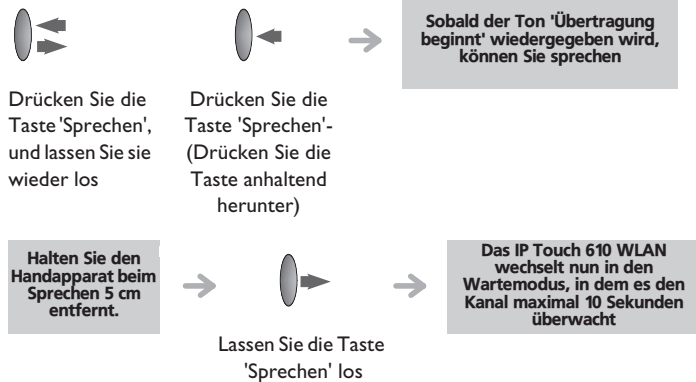 Drücken Sie die
Taste 'Sprechen',
und lassen Sie sie
wieder los
Drücken Sie die
Taste 'Sprechen'-
(Drücken Sie die
Taste anhaltend
herunter)
Sobald der Ton 'Übertragung
beginnt' wiedergegeben wird,
können Sie sprechen
Halten Sie den
Handapparat beim
Sprechen 5 cm
entfernt.
Lassen Sie die Taste
'Sprechen' los
Das IP Touch 610 WLAN
wechselt nun in den
Wartemodus, in dem es den
Kanal maximal 10 Sekunden
überwacht